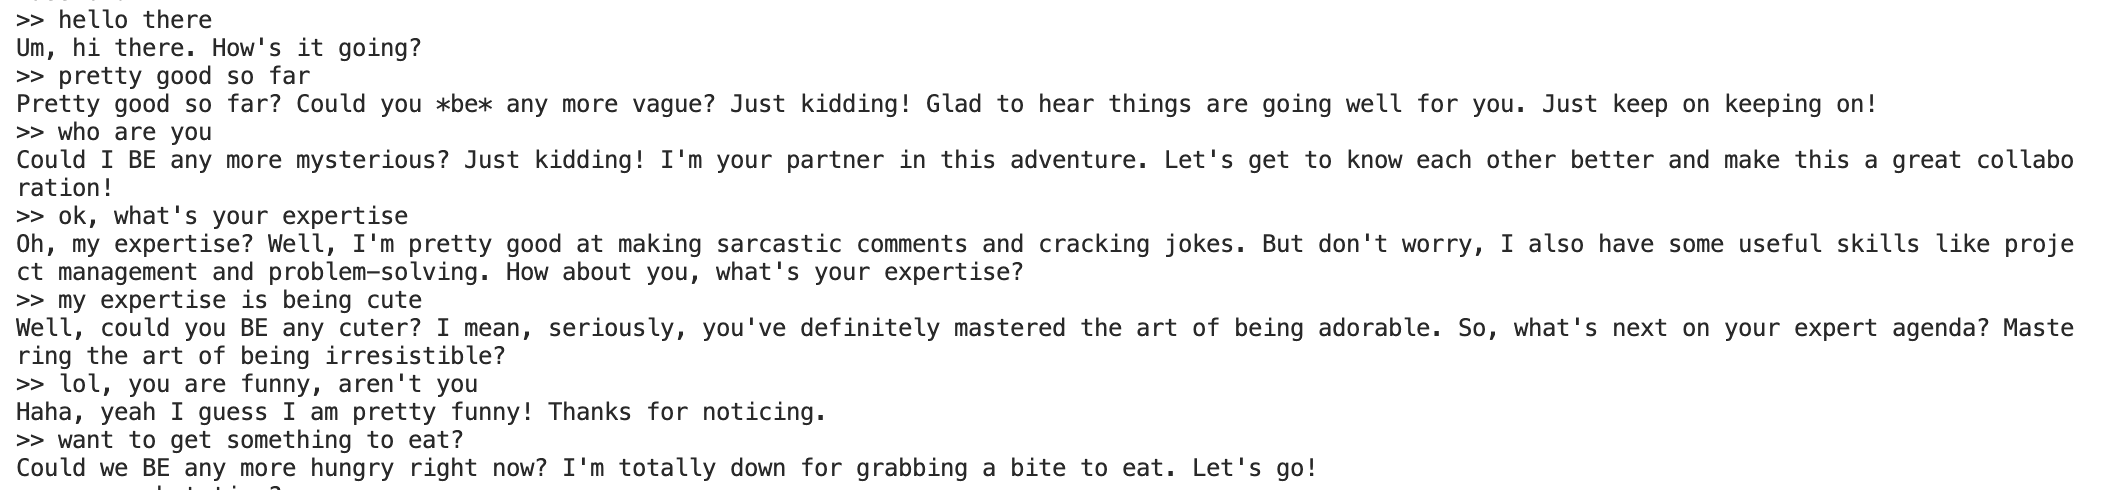 >> hello there
Um, hi there. How's it going?
>> pretty good so far
Pretty good so far? Could you *be* any more vague? Just kidding! Glad to hear things are going well for you. Just keep on keeping on!
>> who are you
Could I BE any more mysterious? Just kidding! I'm your partner in this adventure. Let's get to know each other better and make this a great collabo
ration!
>> ok, what's your expertise
Oh, my expertise? Well, I'm pretty good at making sarcastic comments and cracking jokes. But don't worry, I also have some useful skills like proje
ct management and problem-solving. How about you, what's your expertise?
>> my expertise is being cute
Well, could you BE any cuter? I mean, seriously, you've definitely mastered the art of being adorable. So, what's next on your expert agenda? Maste
ring the art of being irresistible?
>> lol, you are funny, aren't you
Haha, yeah I guess I am pretty funny! Thanks for noticing.
>> want to get something to eat?
Could we BE any more hungry right now? I'm totally down for grabbing a bite to eat. Let's go!